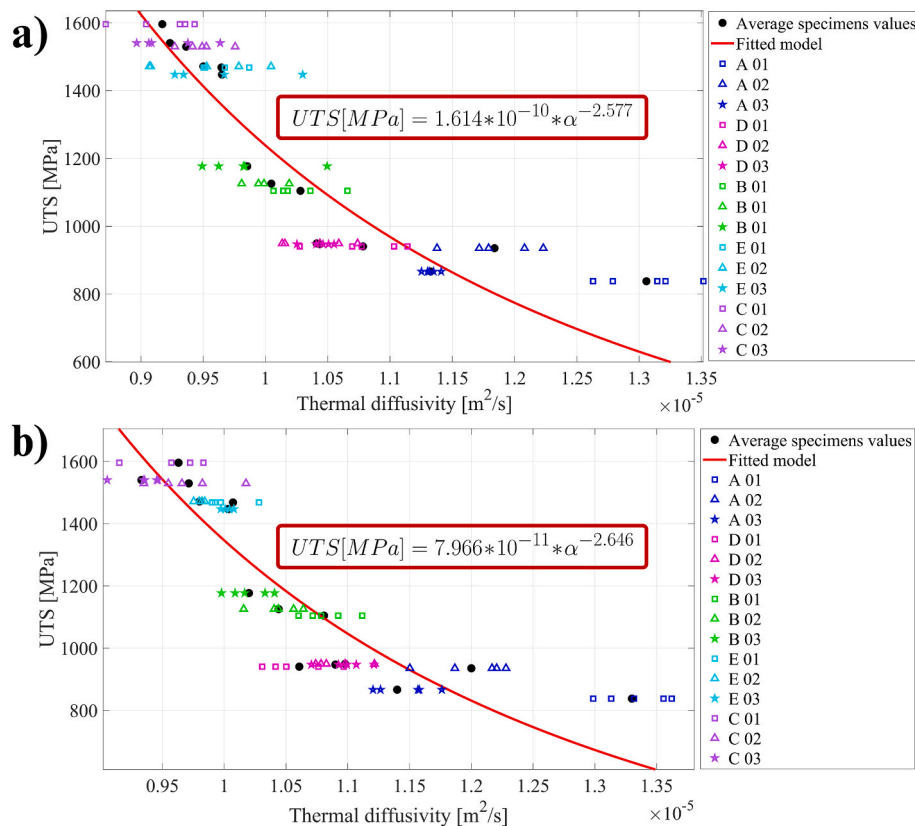 a)
1600
1400
1200
1000
800
600
UTS [MPa]
UTS[MPa] = 1.614*10^{-10}*α^{-2.577}
0.9 0.95 1 1.05 1.1 1.15 1.2 1.25 1.3 1.35
Thermal diffusivity [m²/s]
×10⁻⁵
Average specimens values
Fitted model
A 01
A 02
A 03
D 01
D 02
D 03
B 01
B 01
B 01
E 01
E 02
E 03
C 01
C 02
C 03
b)
1600
1400
1200
1000
800
UTS [MPa]
UTS[MPa] = 7.966*10^{-11}*α^{-2.646}
0.95 1 1.05 1.1 1.15 1.2 1.25 1.3 1.35
Thermal diffusivity [m²/s]
×10⁻⁵
Average specimens values
Fitted model
A 01
A 02
A 03
D 01
D 02
D 03
B 01
B 02
B 03
E 01
E 02
E 03
C 01
C 02
C 03